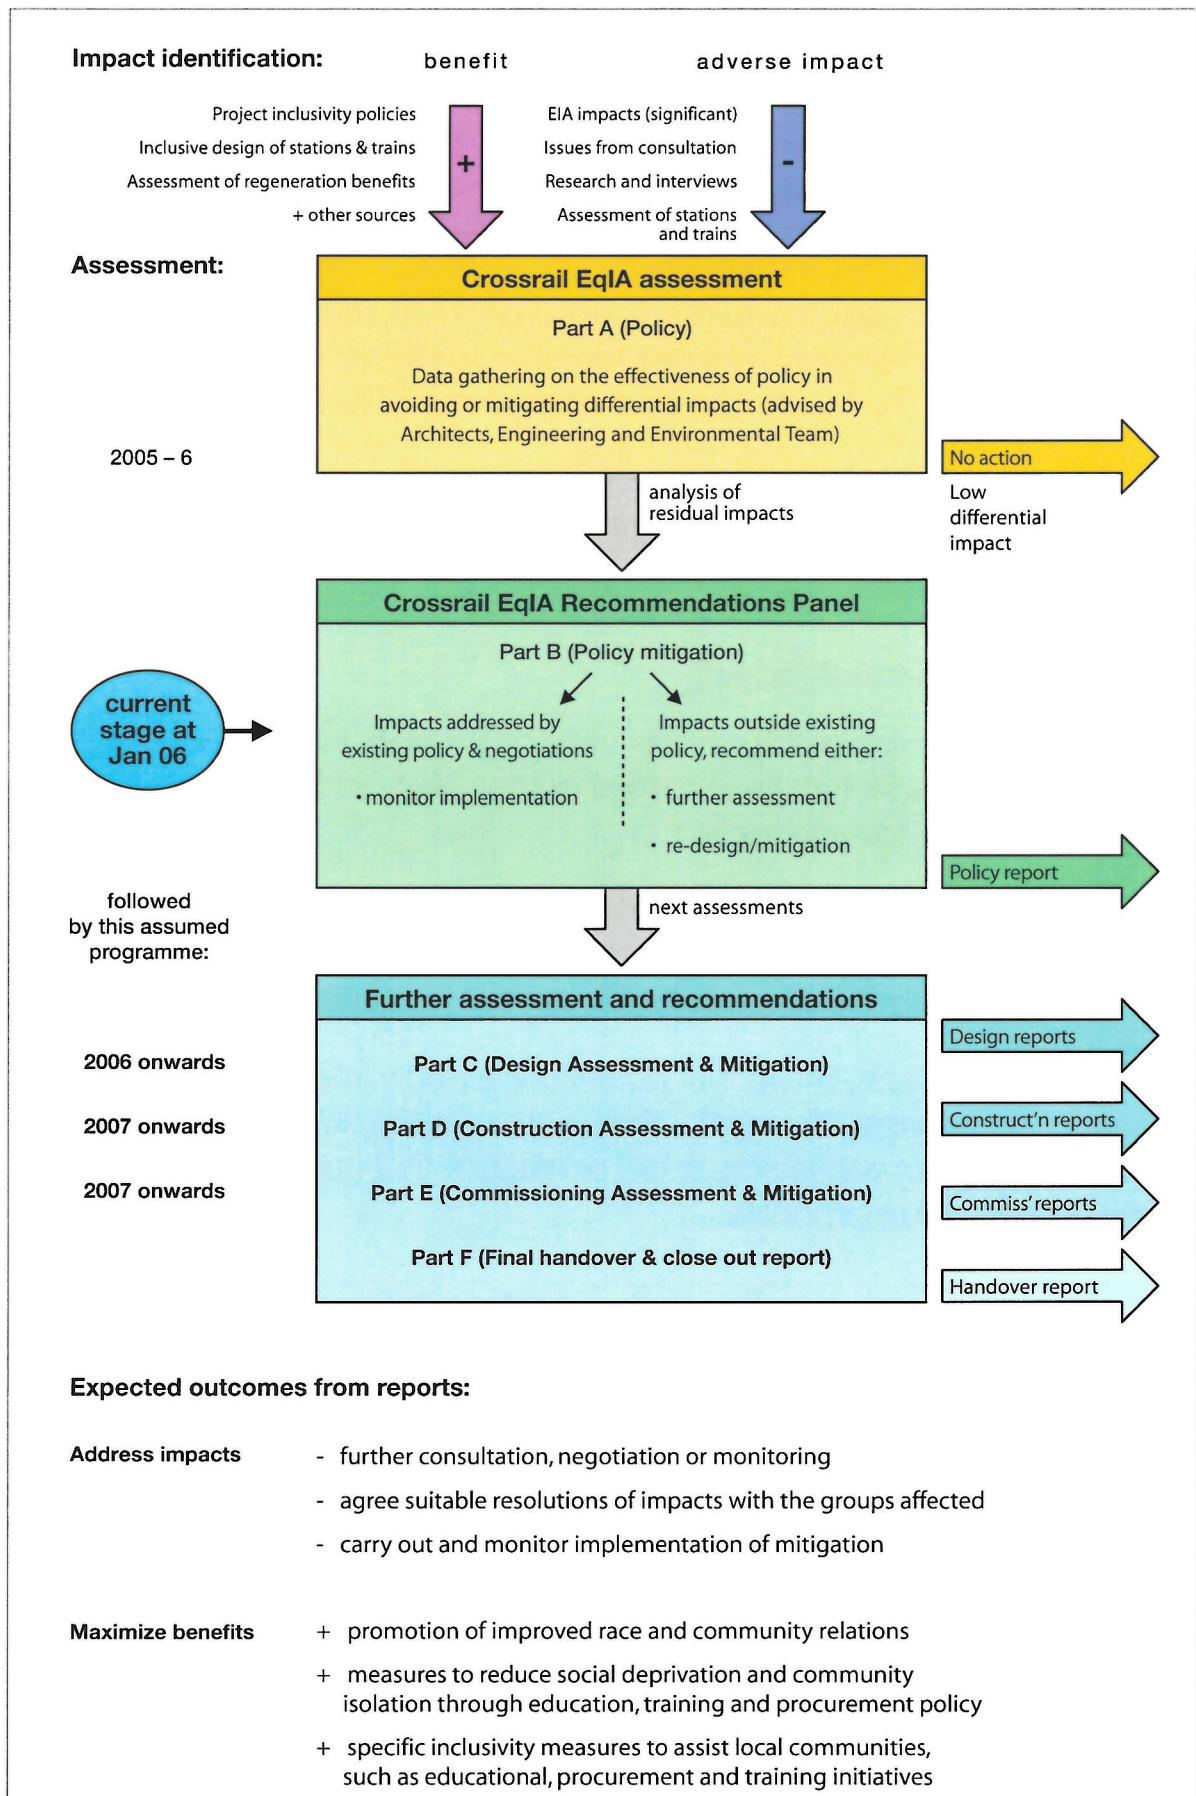 Impact identification:
benefit
adverse impact
Project inclusivity policies
Inclusive design of stations & trains
Assessment of regeneration benefits
+ other sources
+
EIA impacts (significant)
Issues from consultation
Research and interviews
Assessment of stations
and trains
-
Assessment:
Crossrail EqIA assessment
Part A (Policy)
Data gathering on the effectiveness of policy in
avoiding or mitigating differential impacts (advised by
Architects, Engineering and Environmental Team)
2005 – 6
No action
Low
differential
impact
analysis of
residual impacts
Crossrail EqIA Recommendations Panel
Part B (Policy mitigation)
current
stage at
Jan 06
Impacts addressed by
existing policy & negotiations
• monitor implementation
Impacts outside existing
policy, recommend either:
• further assessment
• re-design/mitigation
Policy report
followed
by this assumed
programme:
next assessments
Further assessment and recommendations
2006 onwards
Part C (Design Assessment & Mitigation)
Design reports
2007 onwards
Part D (Construction Assessment & Mitigation)
Construct'n reports
2007 onwards
Part E (Commissioning Assessment & Mitigation)
Commiss' reports
Part F (Final handover & close out report)
Handover report
Expected outcomes from reports:
Address impacts
- further consultation, negotiation or monitoring
- agree suitable resolutions of impacts with the groups affected
- carry out and monitor implementation of mitigation
Maximize benefits
+ promotion of improved race and community relations
+ measures to reduce social deprivation and community
isolation through education, training and procurement policy
+ specific inclusivity measures to assist local communities,
such as educational, procurement and training initiatives